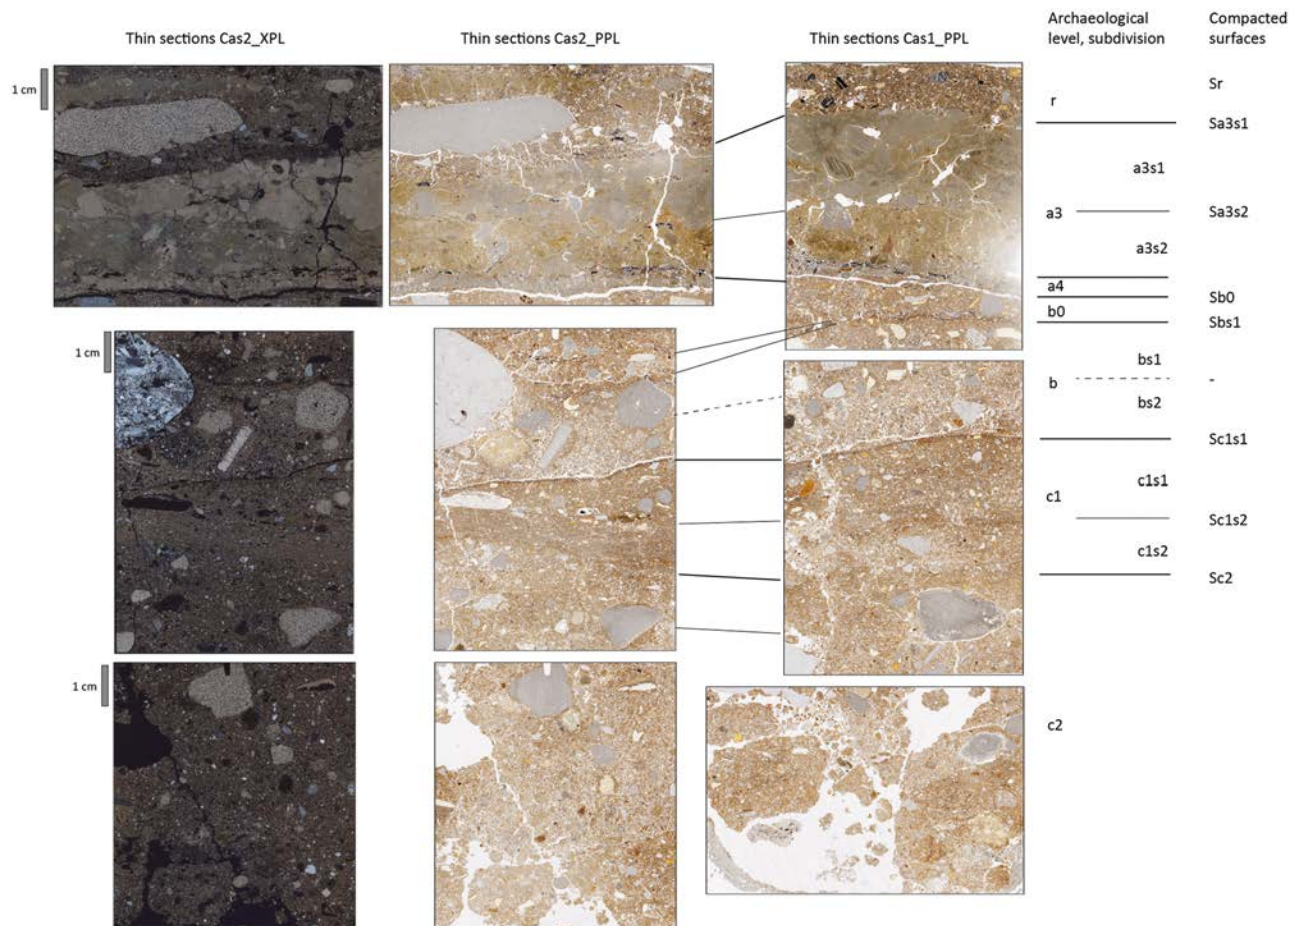 Thin sections Cas2_XPL
Thin sections Cas2_PPL
Thin sections Cas1_PPL
Archaeological
level, subdivision
Compacted
surfaces
1 cm
r
Sr
Sa3s1
a3s1
a3
Sa3s2
a3s2
a4
Sb0
b0
Sbs1
1 cm
bs1
b
-
bs2
Sc1s1
c1s1
c1
Sc1s2
c1s2
Sc2
1 cm
c2